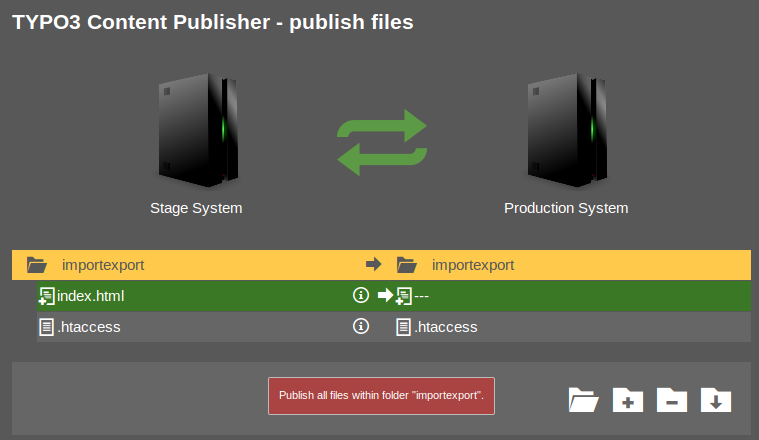 TYPO3 Content Publisher - publish files
Stage System
Production System
importexport
importexport
index.html
---
.htaccess
.htaccess
Publish all files within folder "importexport".